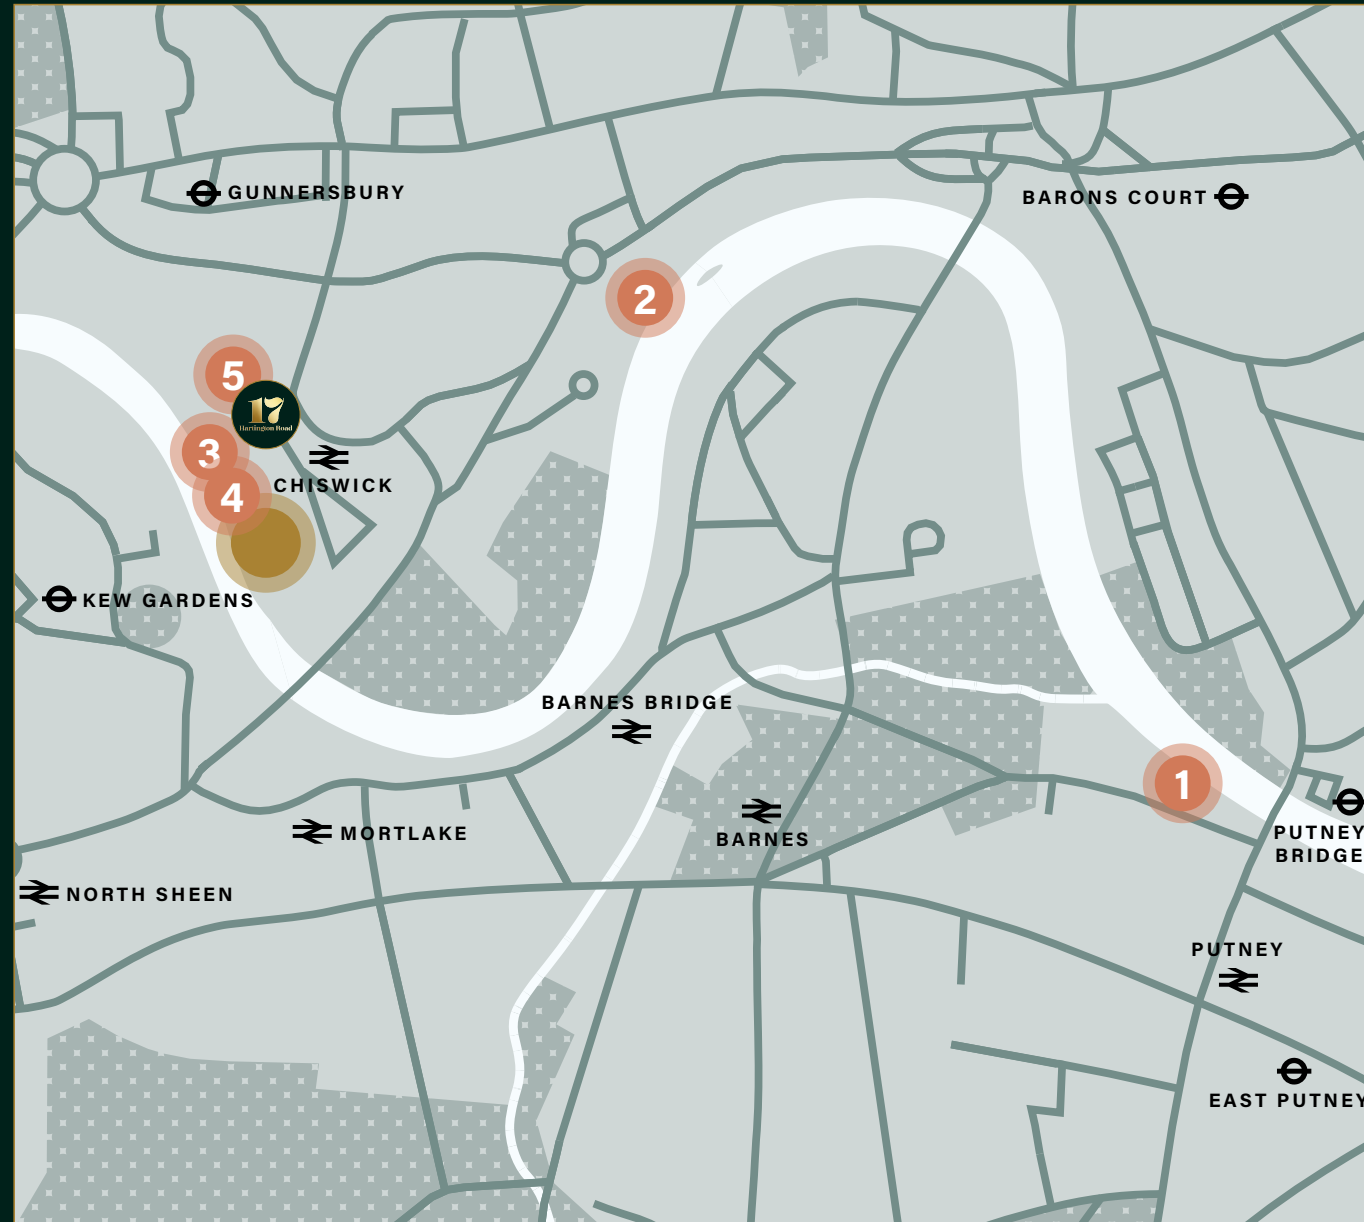 GUNNERSBURY
BARONS COURT
2
5
17
Hartington Road
3
CHISWICK
4
KEW GARDENS
BARNES BRIDGE
1
MORTLAKE
BARNES
PUTNEY
BRIDGE
NORTH SHEEN
PUTNEY
EAST PUTNEY